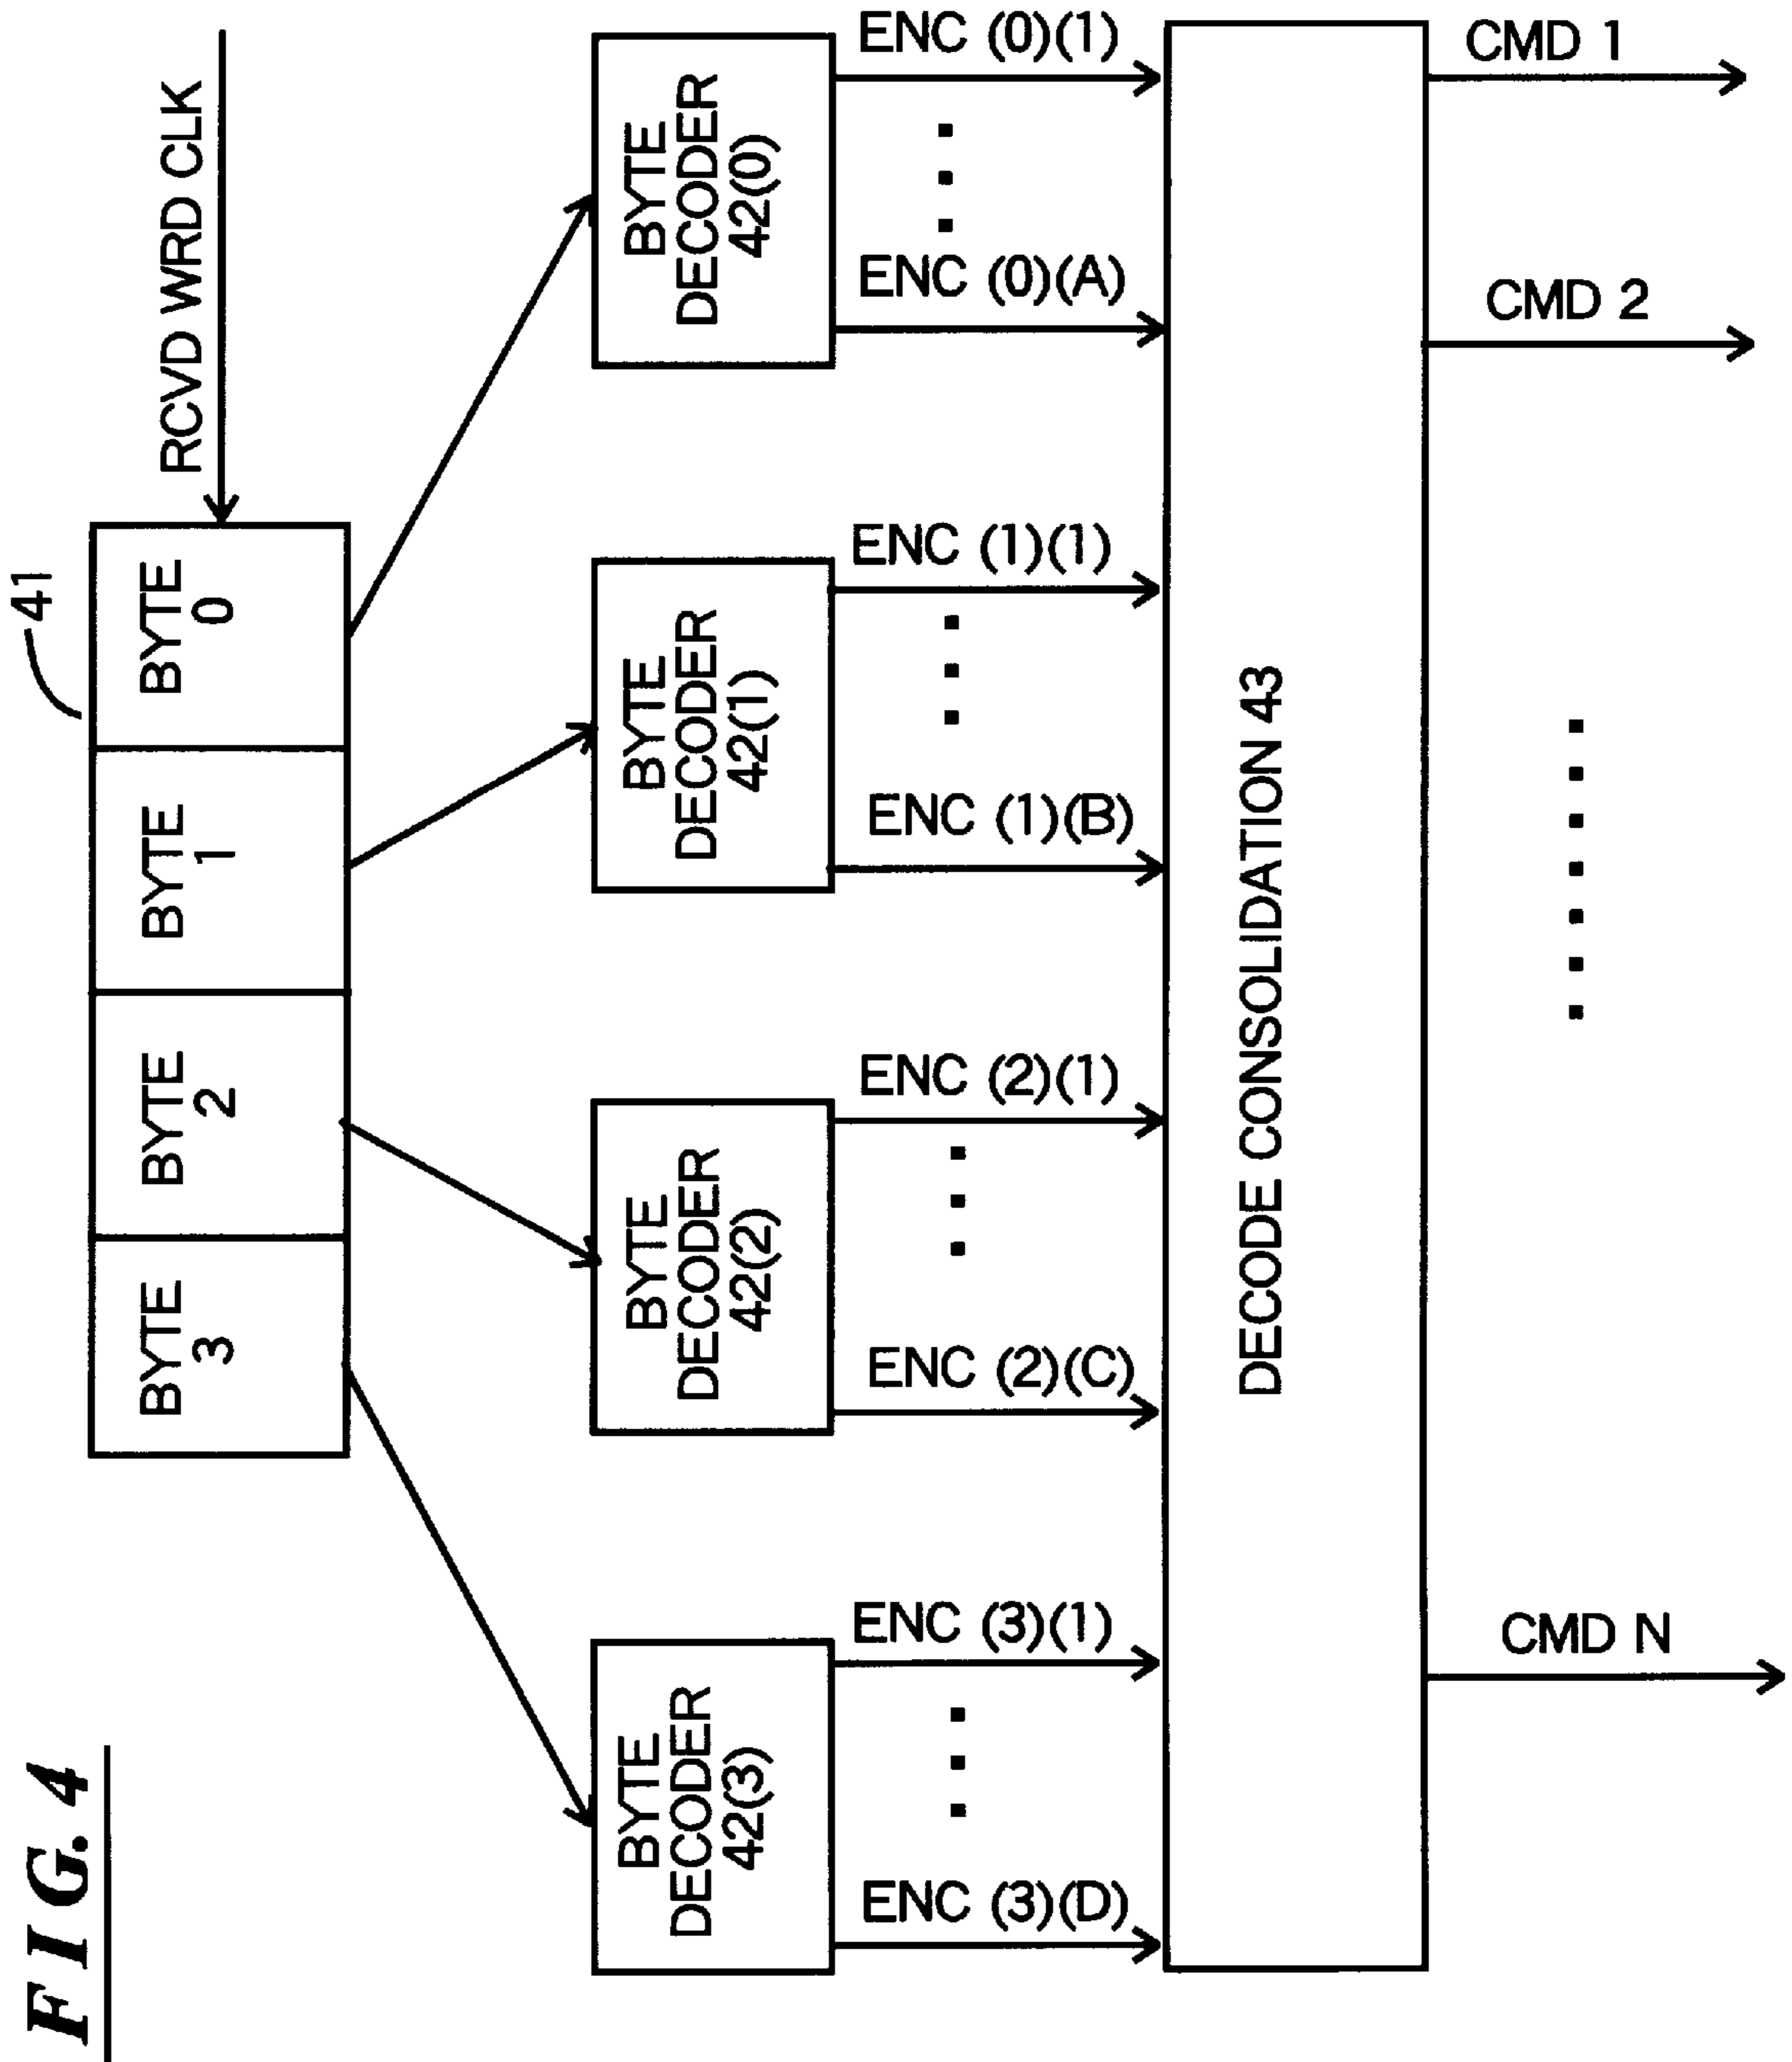 FIG. 4
41
BYTE
3
BYTE
2
BYTE
1
BYTE
0
RCVD WRD CLK
BYTE
DECODER
42(3)
BYTE
DECODER
42(2)
BYTE
DECODER
42(1)
BYTE
DECODER
42(0)
ENC (3)(D)
ENC (3)(1)
ENC (2)(C)
ENC (2)(1)
ENC (1)(B)
ENC (1)(1)
ENC (0)(A)
ENC (0)(1)
DECODE CONSOLIDATION 43
CMD N
CMD 2
CMD 1